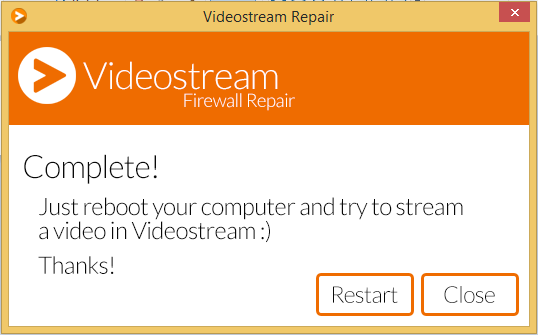 Videostream Repair
Videostream
Firewall Repair
Complete!
Just reboot your computer and try to stream
a video in Videostream :)
Thanks!
Restart
Close